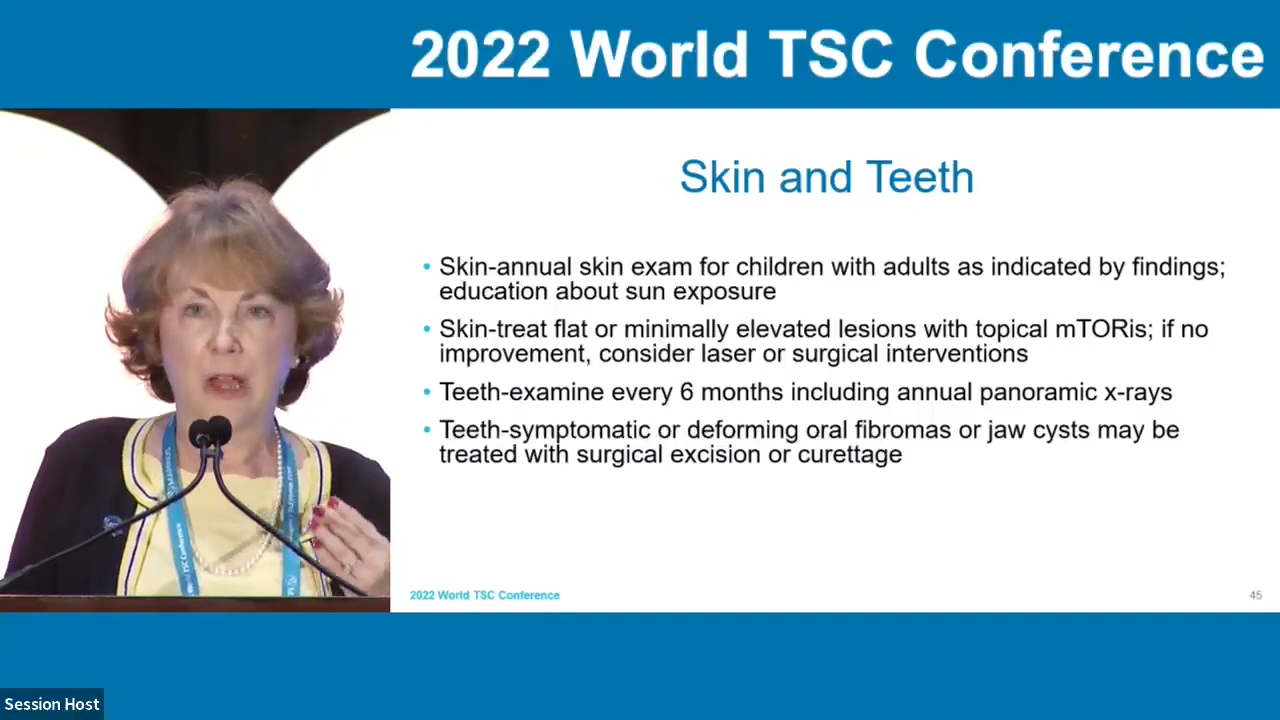 2022 World TSC Conference
Skin and Teeth
• Skin-annual skin exam for children with adults as indicated by findings;
education about sun exposure
• Skin-treat flat or minimally elevated lesions with topical mTORis; if no
improvement, consider laser or surgical interventions
• Teeth-examine every 6 months including annual panoramic x-rays
• Teeth-symptomatic or deforming oral fibromas or jaw cysts may be
treated with surgical excision or curettage
2022 World TSC Conference
45
Session Host